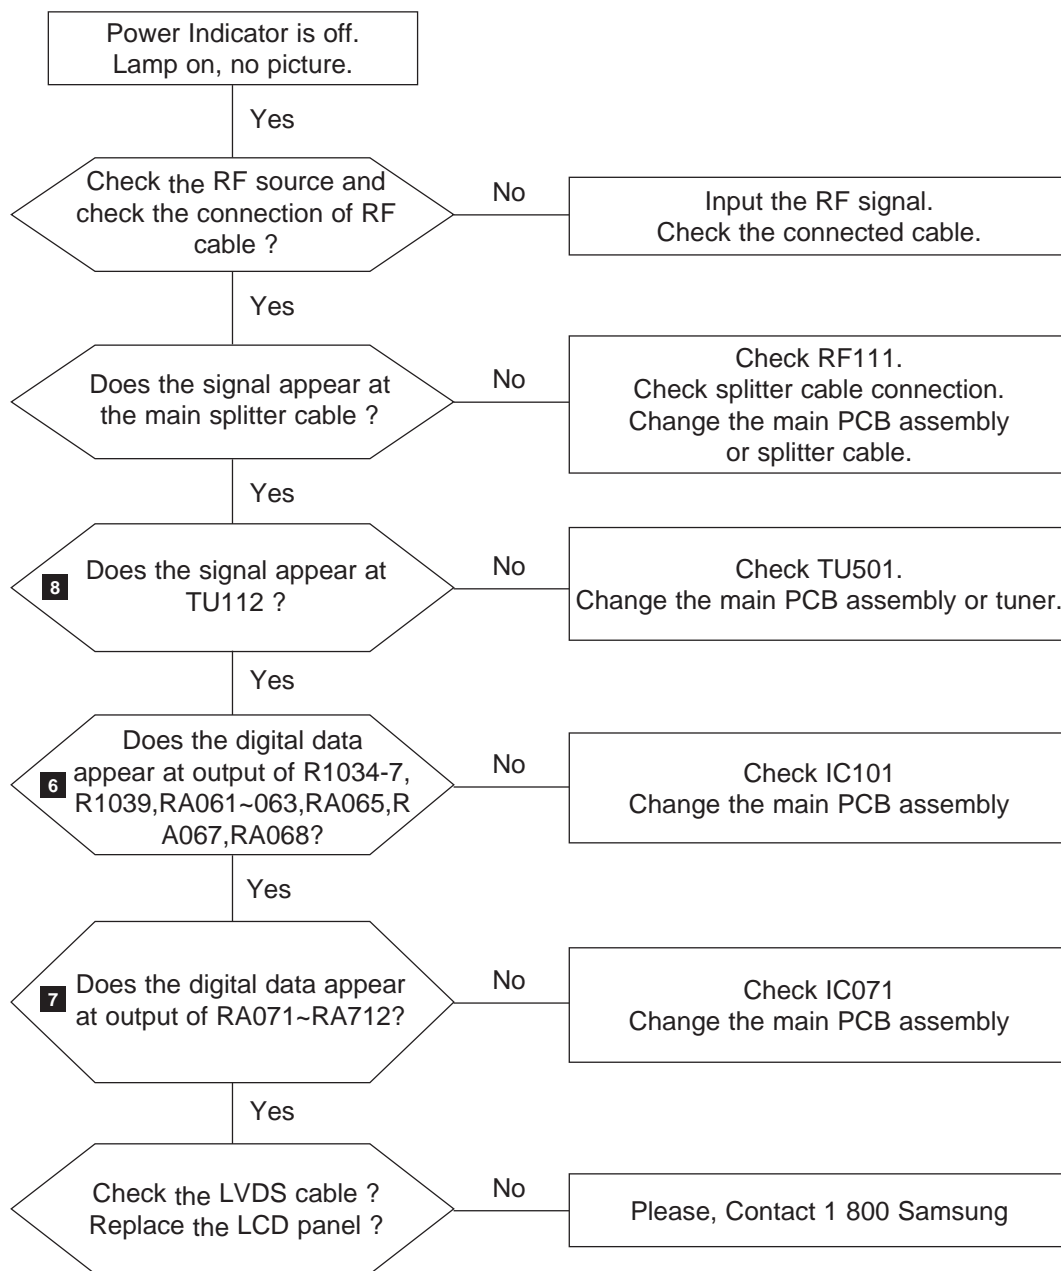 Power Indicator is off.
Lamp on, no picture.
Yes
Check the RF source and
check the connection of RF
cable ?
No
Input the RF signal.
Check the connected cable.
Yes
Does the signal appear at
the main splitter cable ?
No
Check RF111.
Check splitter cable connection.
Change the main PCB assembly
or splitter cable.
Yes
8
Does the signal appear at
TU112 ?
No
Check TU501.
Change the main PCB assembly or tuner.
Yes
6
Does the digital data
appear at output of R1034-7,
R1039,RA061~063,RA065,R
A067,RA068?
No
Check IC101
Change the main PCB assembly
Yes
7
Does the digital data appear
at output of RA071~RA712?
No
Check IC071
Change the main PCB assembly
Yes
Check the LVDS cable ?
Replace the LCD panel ?
No
Please, Contact 1 800 Samsung